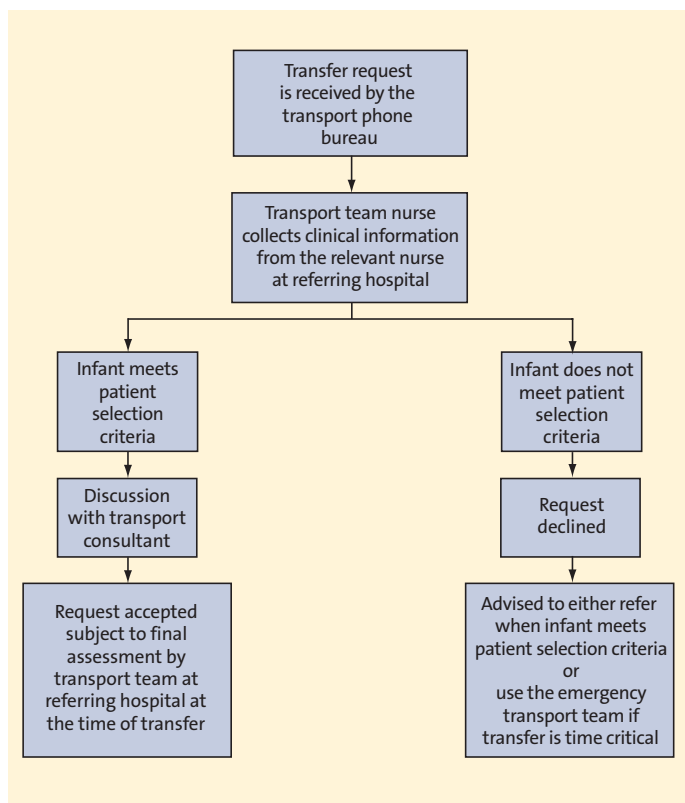 Transfer request
is received by the
transport phone
bureau
Transport team nurse
collects clinical information
from the relevant nurse
at referring hospital
Infant meets
patient
selection
criteria
Infant does not
meet patient
selection
criteria
Discussion
with transport
consultant
Request
declined
Request accepted
subject to final
assessment by
transport team at
referring hospital at
the time of transfer
Advised to either refer
when infant meets
patient selection criteria
or
use the emergency
transport team if
transfer is time critical